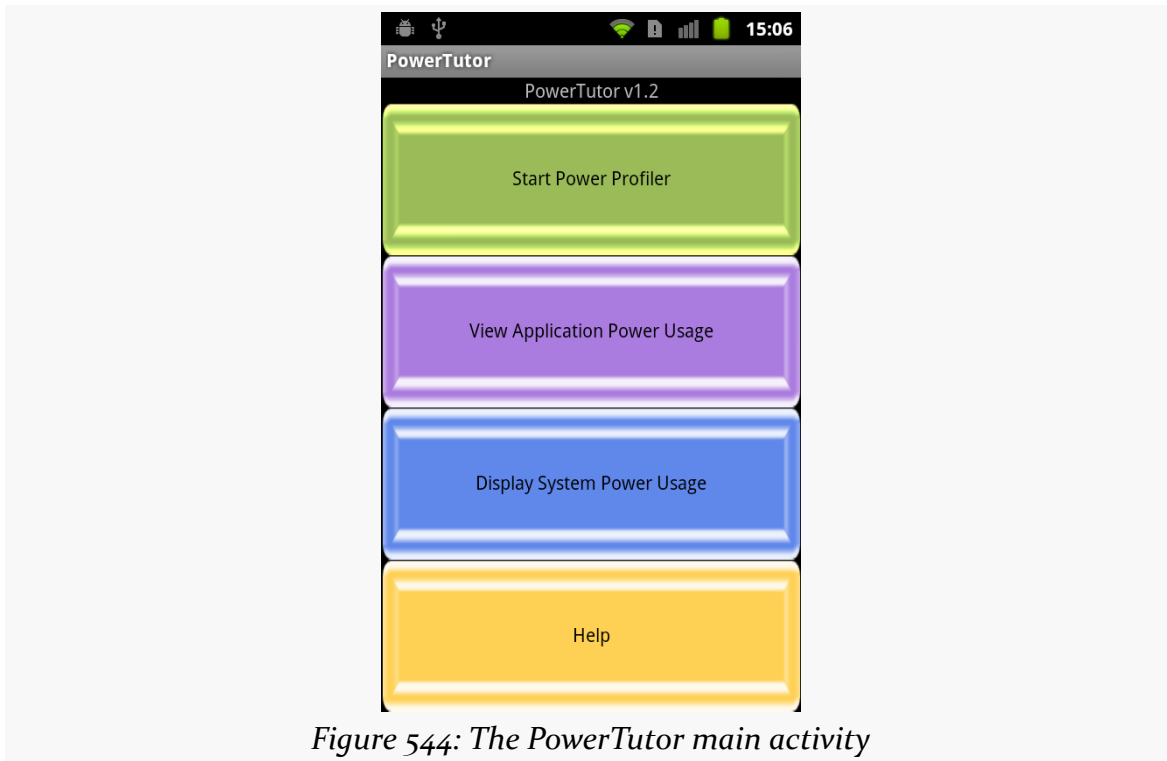 15:06
PowerTutor
PowerTutor v1.2
Start Power Profiler
View Application Power Usage
Display System Power Usage
Help
Figure 544: The PowerTutor main activity